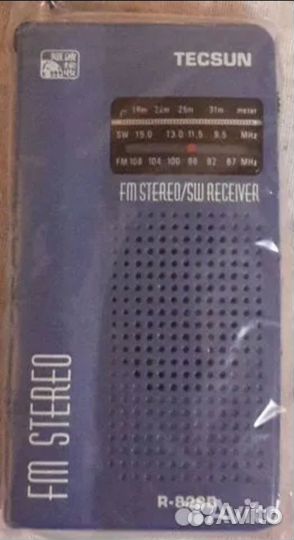 TECSUN
19m 22m 25m 31m meter
SW 15.0 13.0 11.5 9.5 MHz
FM 108 104 100 96 92 87 MHz
FM STEREO/SW RECEIVER
FM STEREO
Avito